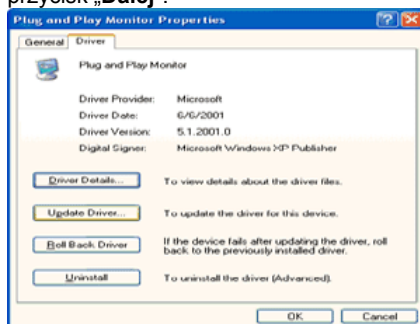 przycisk „Dalej”.
Plug and Play Monitor Properties
General Driver
Plug and Play Monitor
Driver Provider: Microsoft
Driver Date: 6/6/2001
Driver Version: 5.1.2001.0
Digital Signer: Microsoft Windows XP Publisher
Driver Details... To view details about the driver files.
Update Driver... To update the driver for this device.
Roll Back Driver If the device fails after updating the driver, roll
back to the previously installed driver.
Uninstall To uninstall the driver (Advanced).
OK Cancel